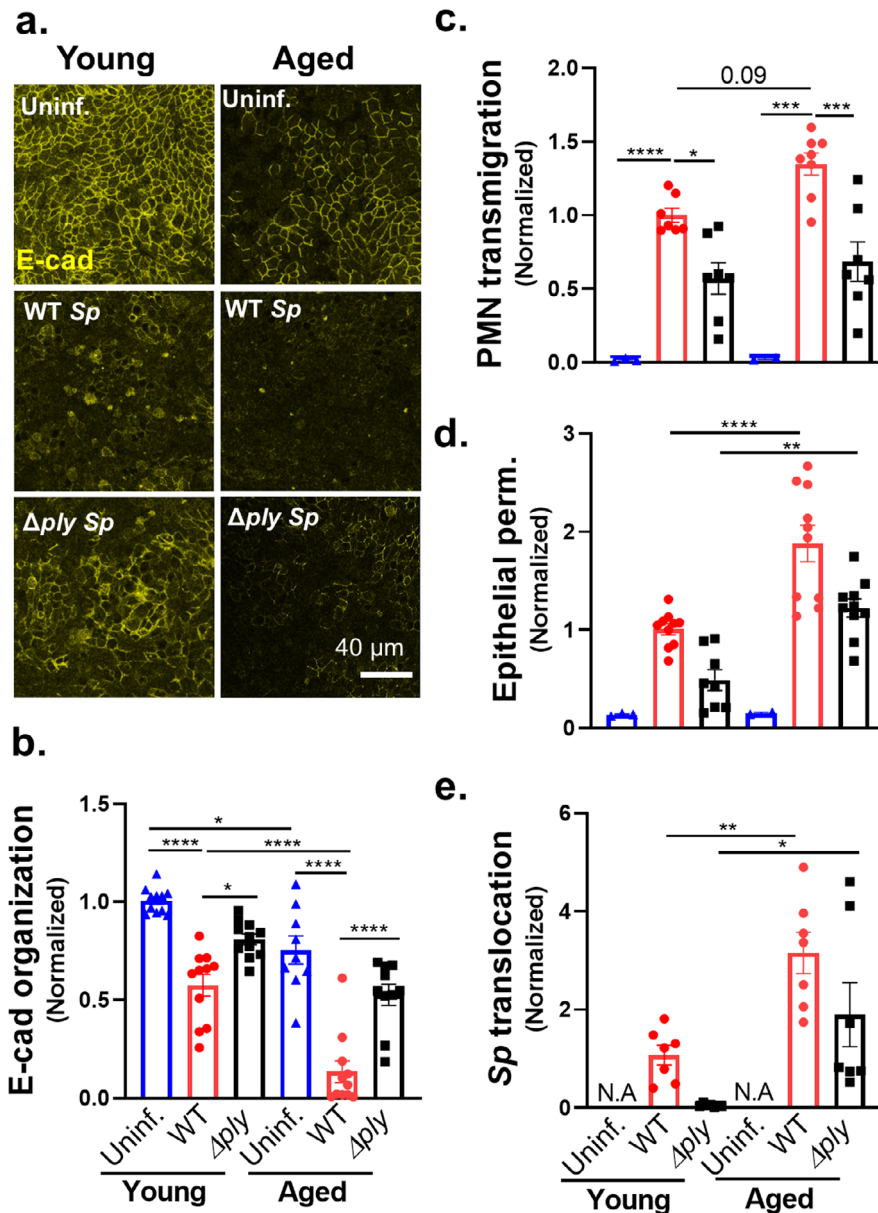 a.
Young Aged
Uninf. Uninf.
E-cad
WT Sp WT Sp
Δply Sp Δply Sp
40 µm
b.
E-cad organization
(Normalized)
1.5
1.0
0.5
0.0
*
****
****
****
*
****
Uninf. WT Δply Uninf. WT Δply
Young Aged
c.
PMN transmigration
(Normalized)
2.0
1.5
1.0
0.5
0.0
0.09
*** ***
**** *
d.
Epithelial perm.
(Normalized)
3
2
1
0
****
**
e.
Sp translocation
(Normalized)
6
4
2
0
**
*
N.A N.A
Uninf. WT Δply Uninf. WT Δply
Young Aged